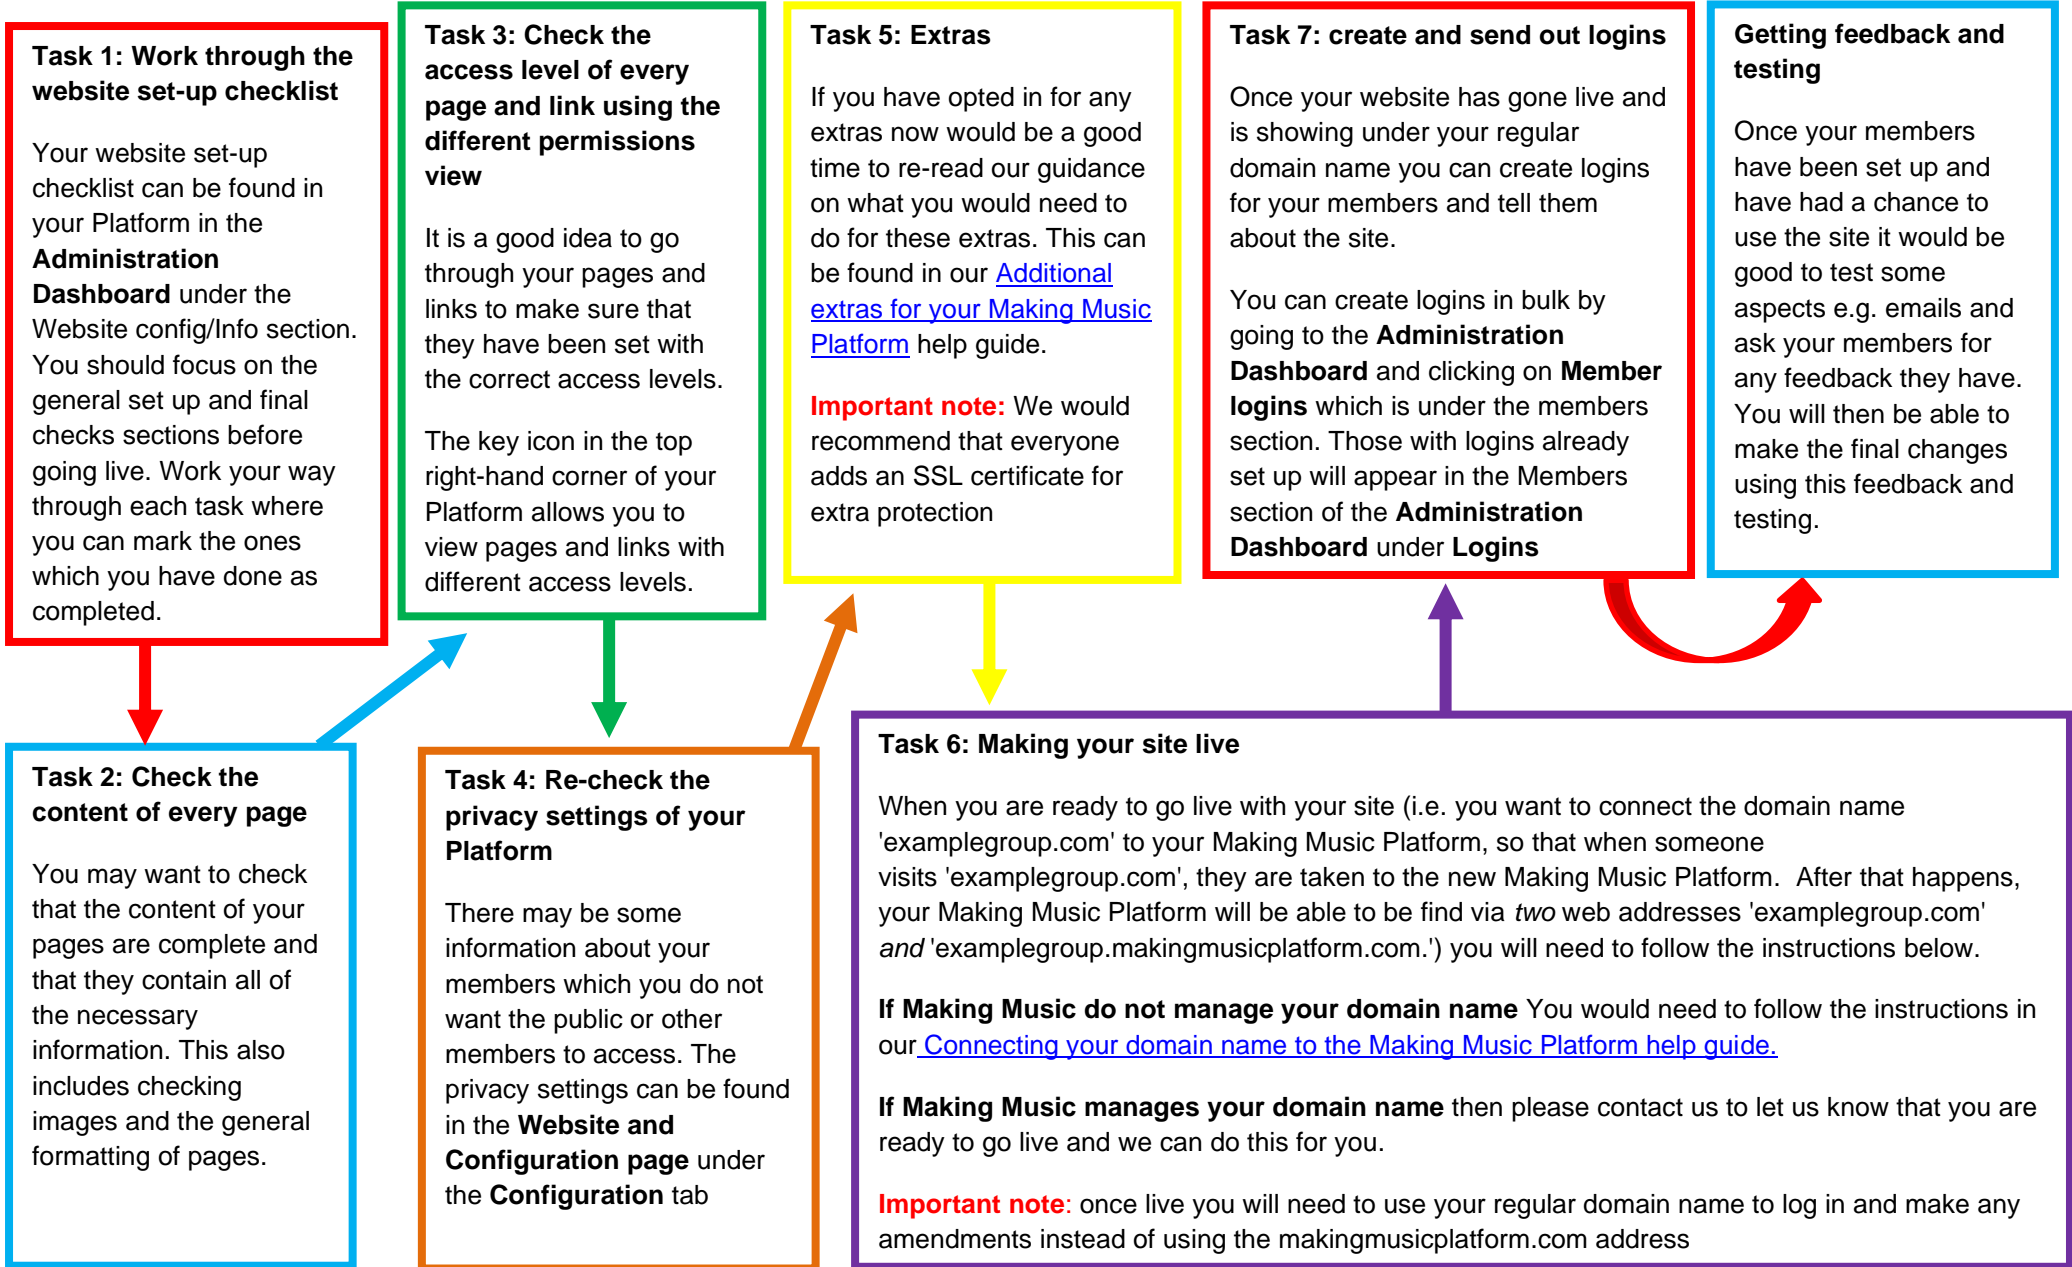 Task 1: Work through the
website set-up checklist
Your website set-up
checklist can be found in
your Platform in the
Administration
Dashboard under the
Website config/Info section.
You should focus on the
general set up and final
checks sections before
going live. Work your way
through each task where
you can mark the ones
which you have done as
completed.
Task 2: Check the
content of every page
You may want to check
that the content of your
pages are complete and
that they contain all of
the necessary
information. This also
includes checking
images and the general
formatting of pages.
Task 3: Check the
access level of every
page and link using the
different permissions
view
It is a good idea to go
through your pages and
links to make sure that
they have been set with
the correct access levels.
The key icon in the top
right-hand corner of your
Platform allows you to
view pages and links with
different access levels.
Task 4: Re-check the
privacy settings of your
Platform
There may be some
information about your
members which you do not
want the public or other
members to access. The
privacy settings can be found
in the Website and
Configuration page under
the Configuration tab
Task 5: Extras
If you have opted in for any
extras now would be a good
time to re-read our guidance
on what you would need to
do for these extras. This can
be found in our Additional
extras for your Making Music
Platform help guide.
Important note: We would
recommend that everyone
adds an SSL certificate for
extra protection
Task 6: Making your site live
When you are ready to go live with your site (i.e. you want to connect the domain name
'examplegroup.com' to your Making Music Platform, so that when someone
visits 'examplegroup.com', they are taken to the new Making Music Platform.  After that happens,
your Making Music Platform will be able to be find via two web addresses 'examplegroup.com'
and 'examplegroup.makingmusicplatform.com.') you will need to follow the instructions below.
If Making Music do not manage your domain name You would need to follow the instructions in
our Connecting your domain name to the Making Music Platform help guide.
If Making Music manages your domain name then please contact us to let us know that you are
ready to go live and we can do this for you.
Important note: once live you will need to use your regular domain name to log in and make any
amendments instead of using the makingmusicplatform.com address
Task 7: create and send out logins
Once your website has gone live and
is showing under your regular
domain name you can create logins
for your members and tell them
about the site.
You can create logins in bulk by
going to the Administration
Dashboard and clicking on Member
logins which is under the members
section. Those with logins already
set up will appear in the Members
section of the Administration
Dashboard under Logins
Getting feedback and
testing
Once your members
have been set up and
have had a chance to
use the site it would be
good to test some
aspects e.g. emails and
ask your members for
any feedback they have.
You will then be able to
make the final changes
using this feedback and
testing.